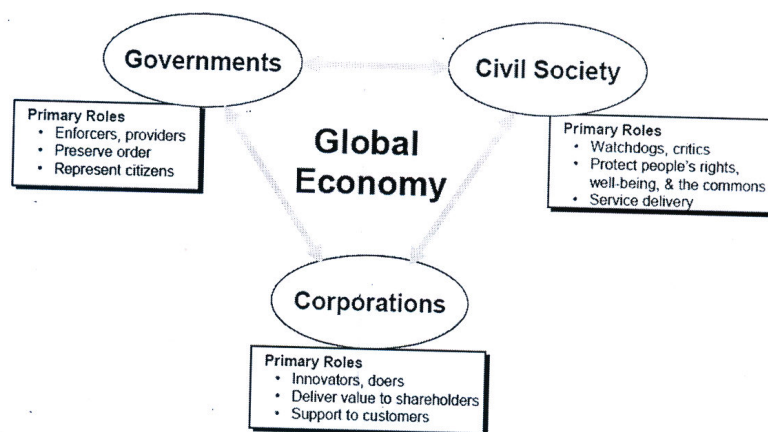 Governments
Civil Society
Primary Roles
• Enforcers, providers
• Preserve order
• Represent citizens
Global
Economy
Primary Roles
• Watchdogs, critics
• Protect people's rights,
well-being, & the commons
• Service delivery
Corporations
Primary Roles
• Innovators, doers
• Deliver value to shareholders
• Support to customers